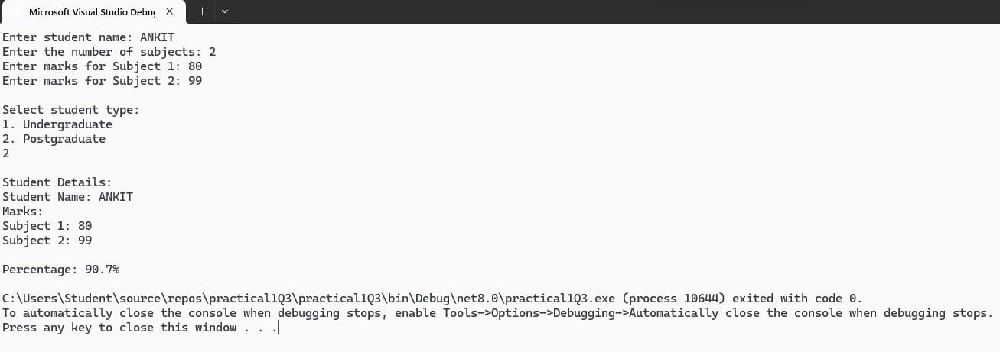 Microsoft Visual Studio Debu
Enter student name: ANKIT
Enter the number of subjects: 2
Enter marks for Subject 1: 80
Enter marks for Subject 2: 99
Select student type:
1. Undergraduate
2. Postgraduate
2
Student Details:
Student Name: ANKIT
Marks:
Subject 1: 80
Subject 2: 99
Percentage: 90.7%
C:\Users\Student\source\repos\practical1Q3\practical1Q3\bin\Debug\net8.0\practical1Q3.exe (process 10644) exited with code 0.
To automatically close the console when debugging stops, enable Tools->Options->Debugging->Automatically close the console when debugging stops.
Press any key to close this window . . .